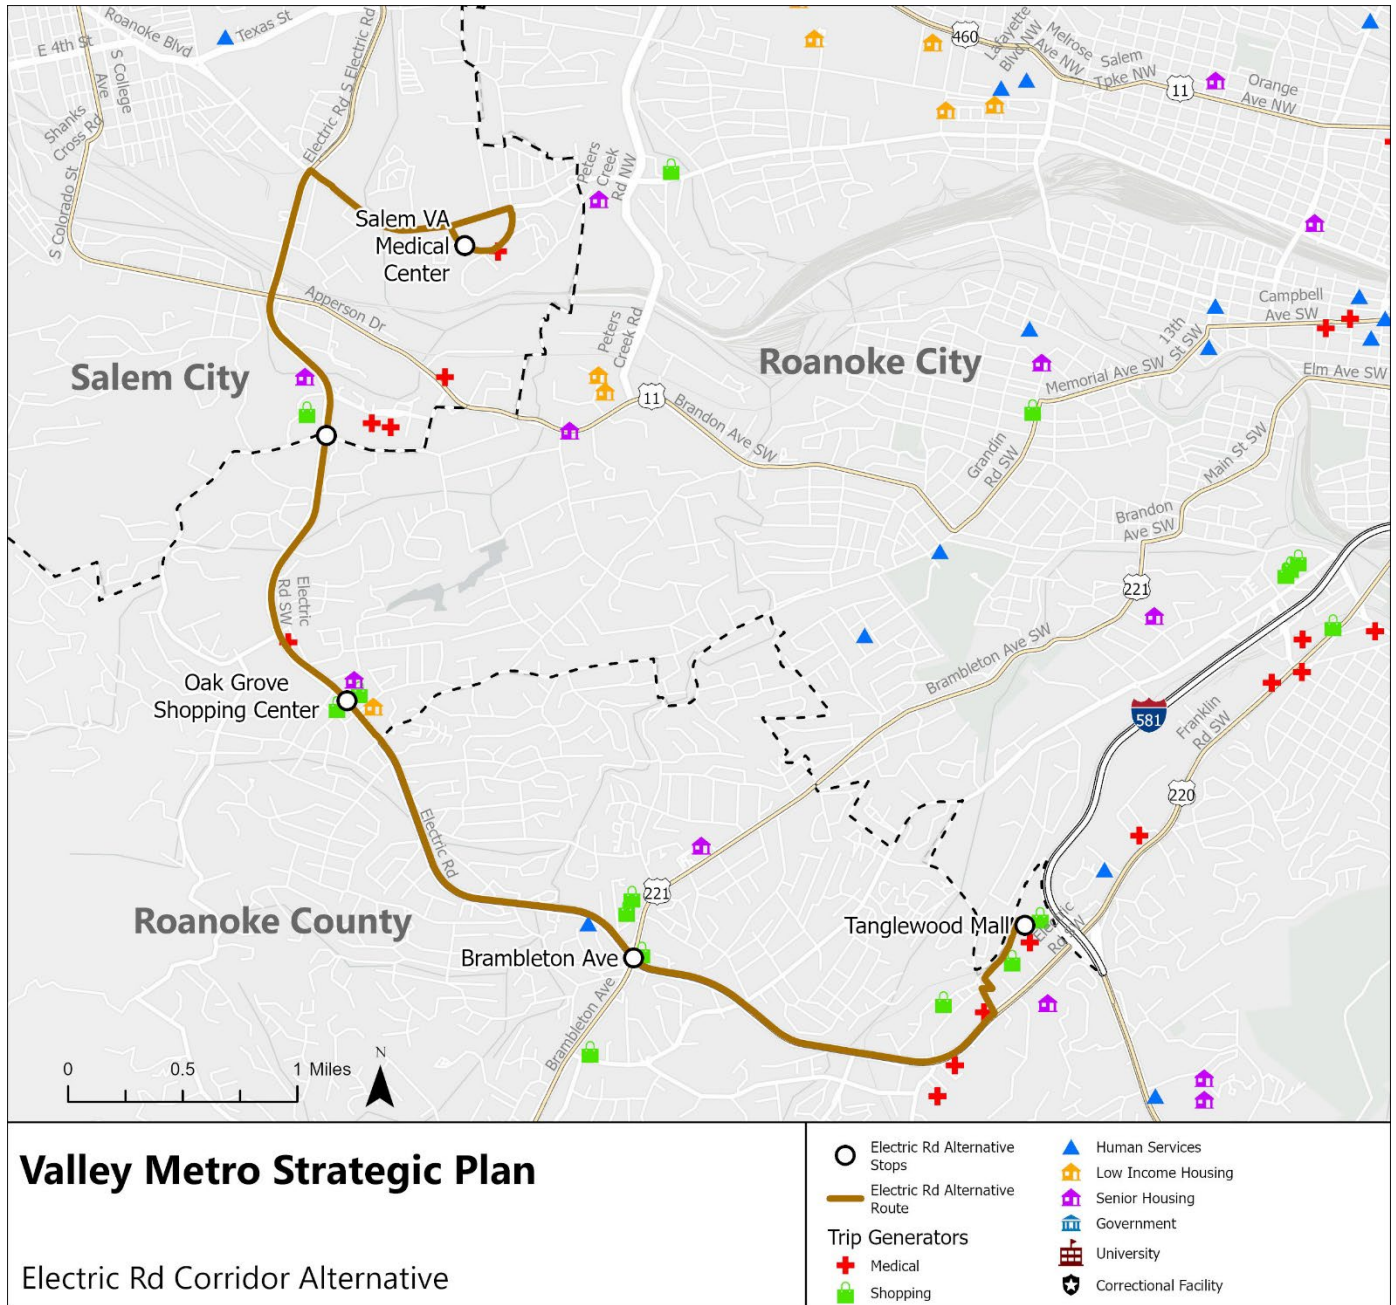 Roanoke Blvd
Texas St
E 4th St
S College
Ave
Shanks
Cross Rd
S Colorado St
Electric Rd
S Electric Rd
460
Lafayette
Blvd NW
Melrose
Ave NW
Salem
Tpke NW
11
Orange
Ave NW
Peters
Creek
Rd NW
Salem VA
Medical
Center
Apperson Dr
Peters
Creek Rd
Salem City
Roanoke City
11
Brandon Ave SW
Grandin
Rd SW
Memorial Ave SW
13th
St SW
Campbell
Ave SW
Elm Ave SW
Main St SW
Brandon
Ave SW
221
Brambleton Ave SW
Electric
Rd SW
Oak Grove
Shopping Center
581
Franklin
Rd SW
220
Electric Rd
221
Roanoke County
Brambleton Ave
Brambleton Ave
Tanglewood Mall
Electric
Rd SW
0
0.5
1 Miles
N
Valley Metro Strategic Plan
Electric Rd Corridor Alternative
Electric Rd Alternative
Stops
Electric Rd Alternative
Route
Trip Generators
Medical
Shopping
Human Services
Low Income Housing
Senior Housing
Government
University
Correctional Facility